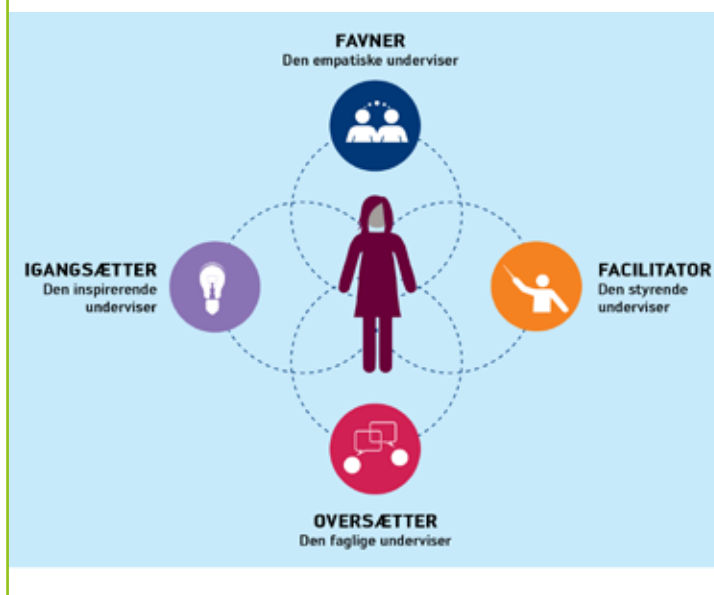 FAVNER
Den empatiske underviser
IGANGSÆTTER
Den inspirerende
underviser
FACILITATOR
Den styrende
underviser
OVERSÆTTER
Den faglige underviser